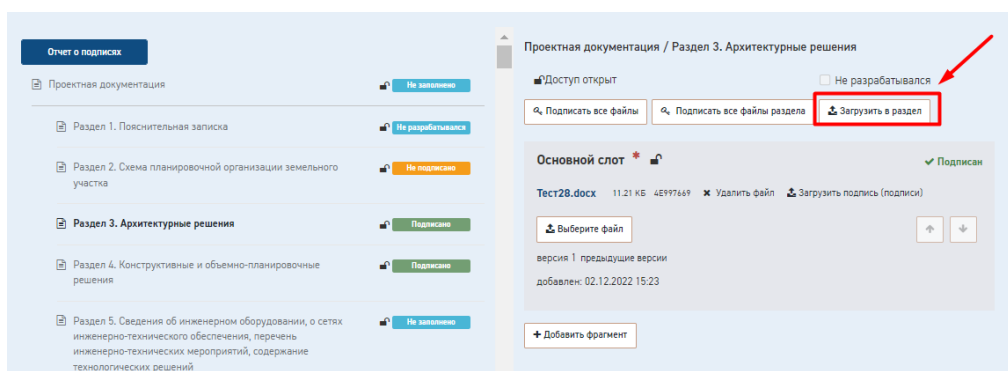 Отчет о подписях
Проектная документация
Не заполнено
Раздел 1. Пояснительная записка
Не разрабатывался
Раздел 2. Схема планировочной организации земельного
участка
Не подписано
Раздел 3. Архитектурные решения
Подписано
Раздел 4. Конструктивные и объемно-планировочные
решения
Подписано
Раздел 5. Сведения об инженерном оборудовании, о сетях
инженерно-технического обеспечения, перечень
инженерно-технических мероприятий, содержание
технологических решений
Не заполнено
Проектная документация / Раздел 3. Архитектурные решения
Доступ открыт
Не разрабатывался
Подписать все файлы
Подписать все файлы раздела
Загрузить в раздел
Основной слот *
Подписан
Тест28.docx 11.21 КБ 4E997669 Удалить файл Загрузить подпись (подписи)
Выберите файл
версия 1 предыдущие версии
добавлен: 02.12.2022 15:23
+ Добавить фрагмент